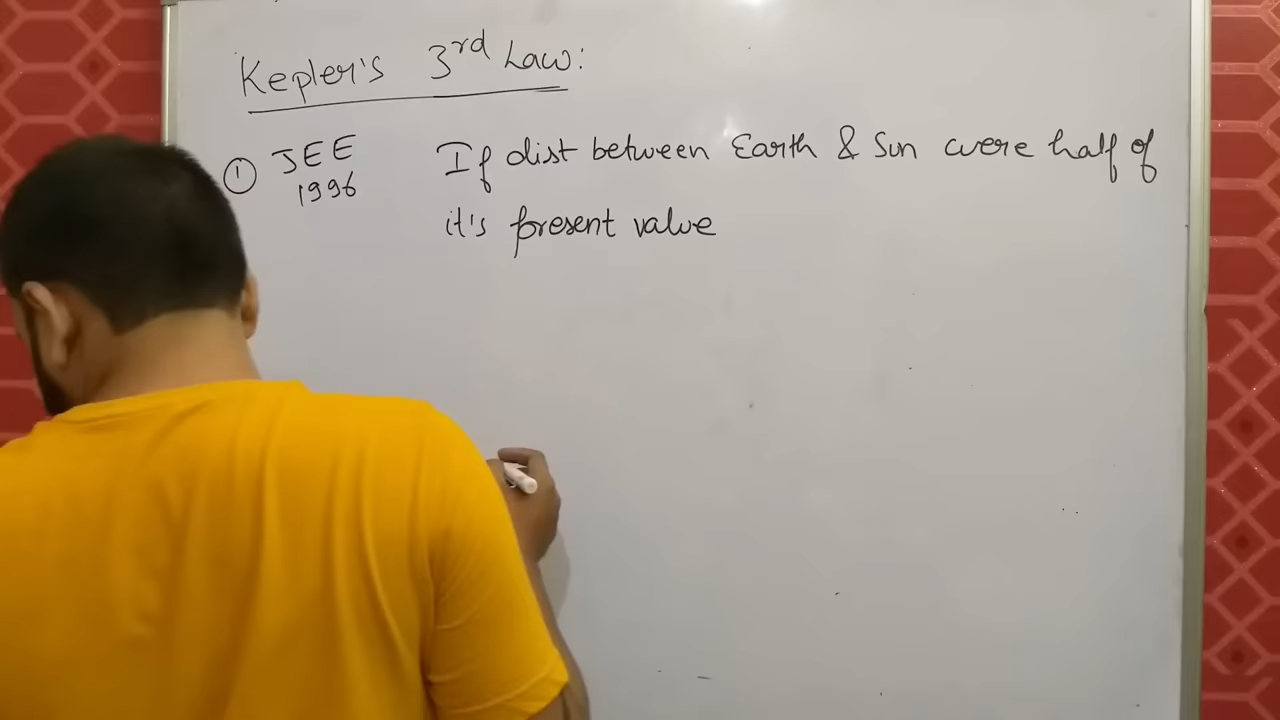 Kepler's 3rd Law:
① JEE 1996 If dist between Earth & Sun were half of
it's present value